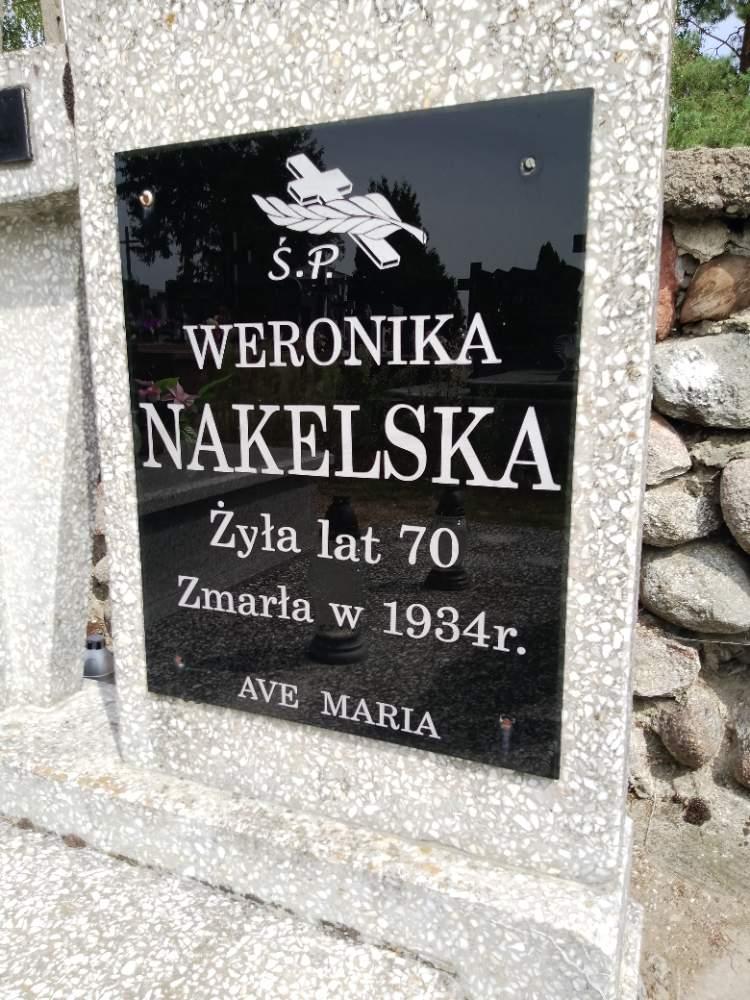 Ś.P.
WERONIKA
NAKELSKA
Żyła lat 70
Zmarła w 1934r.
AVE MARIA